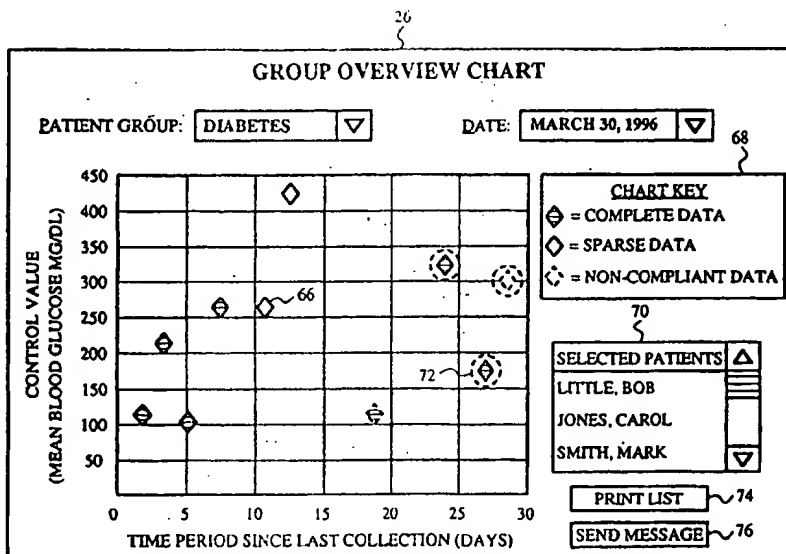 26
GROUP OVERVIEW CHART
PATIENT GROUP: DIABETES
DATE: MARCH 30, 1996
68
CHART KEY
= COMPLETE DATA
= SPARSE DATA
= NON-COMPLIANT DATA
CONTROL VALUE
(MEAN BLOOD GLUCOSE MG/DL)
450
400
350
300
250
200
150
100
50
66
72
0 5 10 15 20 25 30
TIME PERIOD SINCE LAST COLLECTION (DAYS)
70
SELECTED PATIENTS
LITTLE, BOB
JONES, CAROL
SMITH, MARK
PRINT LIST 74
SEND MESSAGE 76